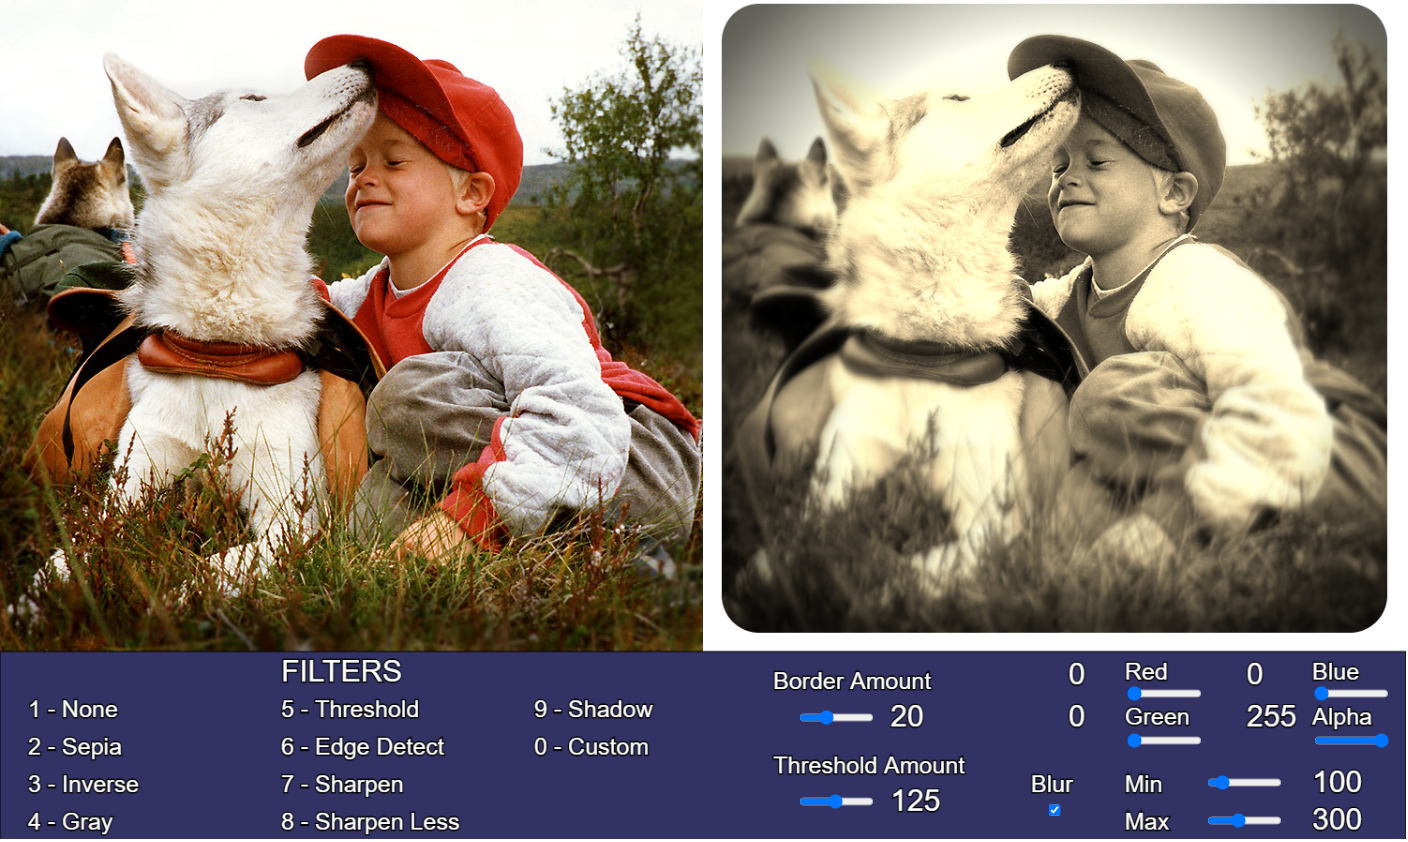 FILTERS
1 - None
2 - Sepia
3 - Inverse
4 - Gray
5 - Threshold
6 - Edge Detect
7 - Sharpen
8 - Sharpen Less
9 - Shadow
0 - Custom
Border Amount
20
Threshold Amount
125
0 Red
0 Green
0 Blue
255 Alpha
Blur
Min 100
Max 300